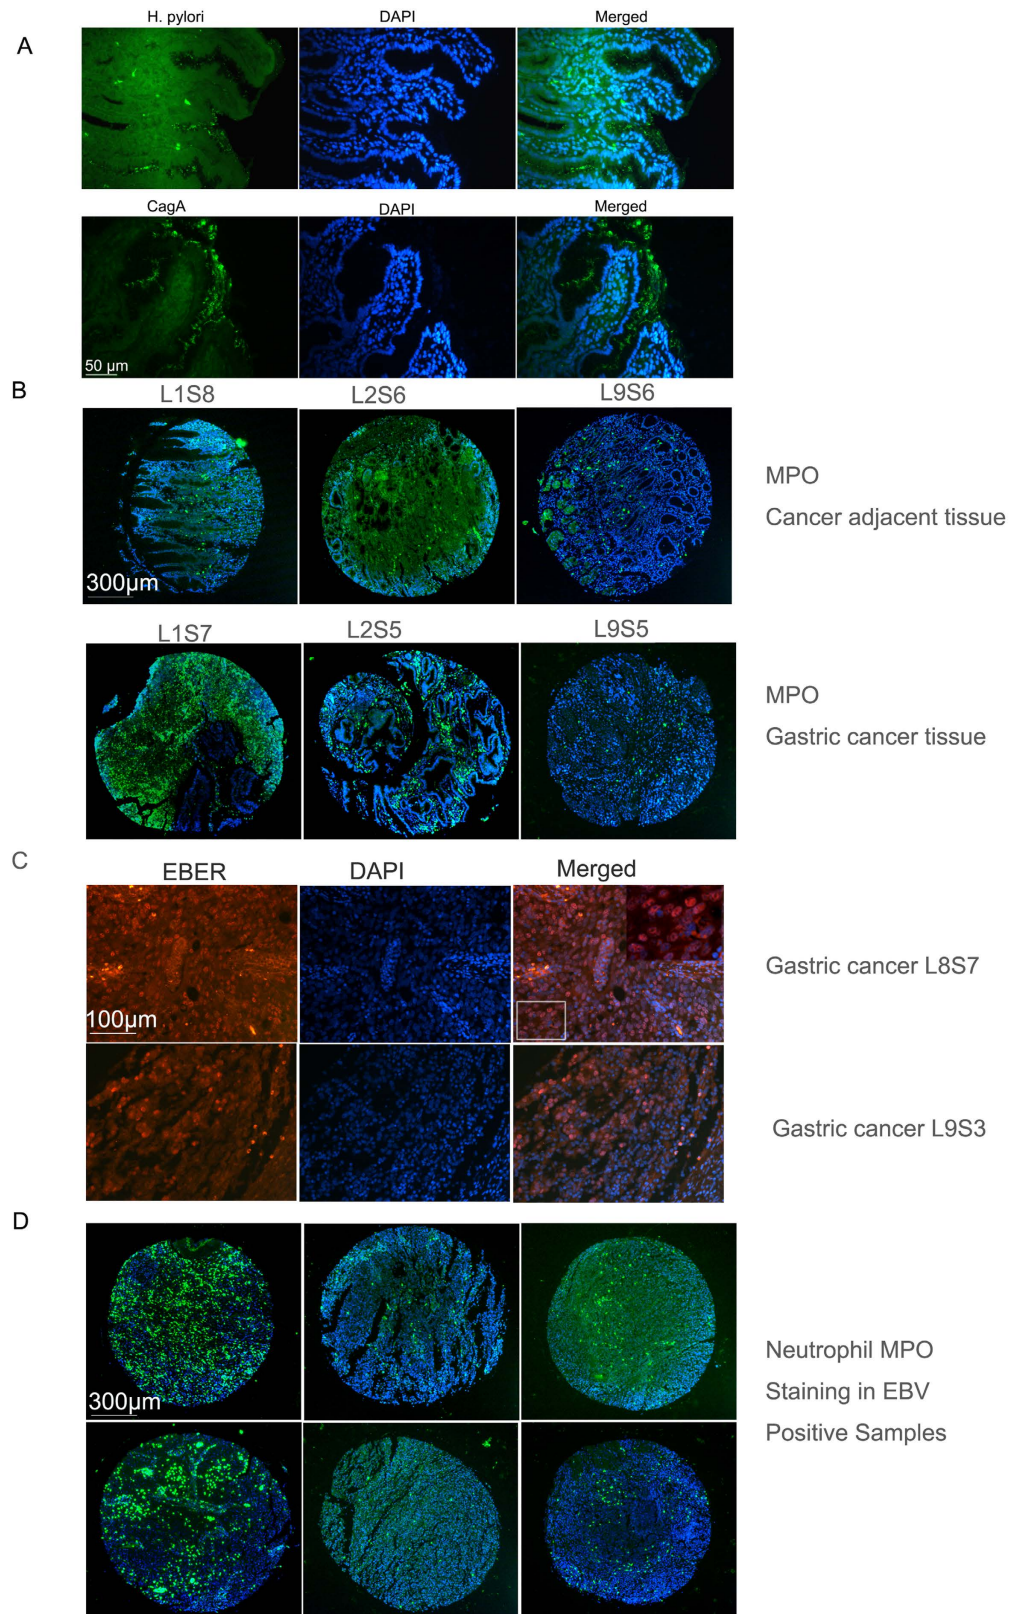 A
H. pylori
DAPI
Merged
CagA
DAPI
Merged
50 µm
B
L1S8
L2S6
L9S6
300µm
MPO
Cancer adjacent tissue
L1S7
L2S5
L9S5
MPO
Gastric cancer tissue
C
EBER
DAPI
Merged
100µm
Gastric cancer L8S7
Gastric cancer L9S3
D
300µm
Neutrophil MPO
Staining in EBV
Positive Samples